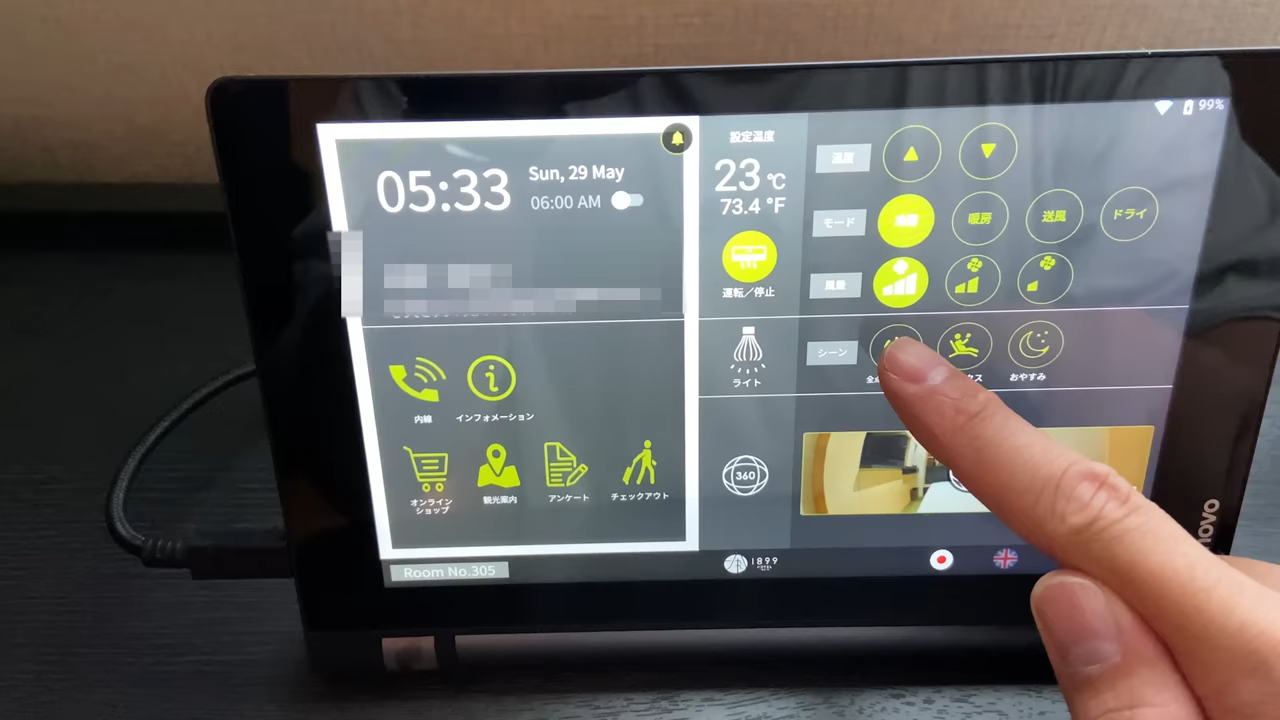 99%
05:33
Sun, 29 May
06:00 AM
内線
インフォメーション
オンライン
ショップ
観光案内
アンケート
チェックアウト
Room No.305
設定温度
23℃
73.4 °F
運転／停止
温度
▲
▼
モード
冷房
暖房
送風
ドライ
風量
ライト
シーン
おやすみ
360
1899